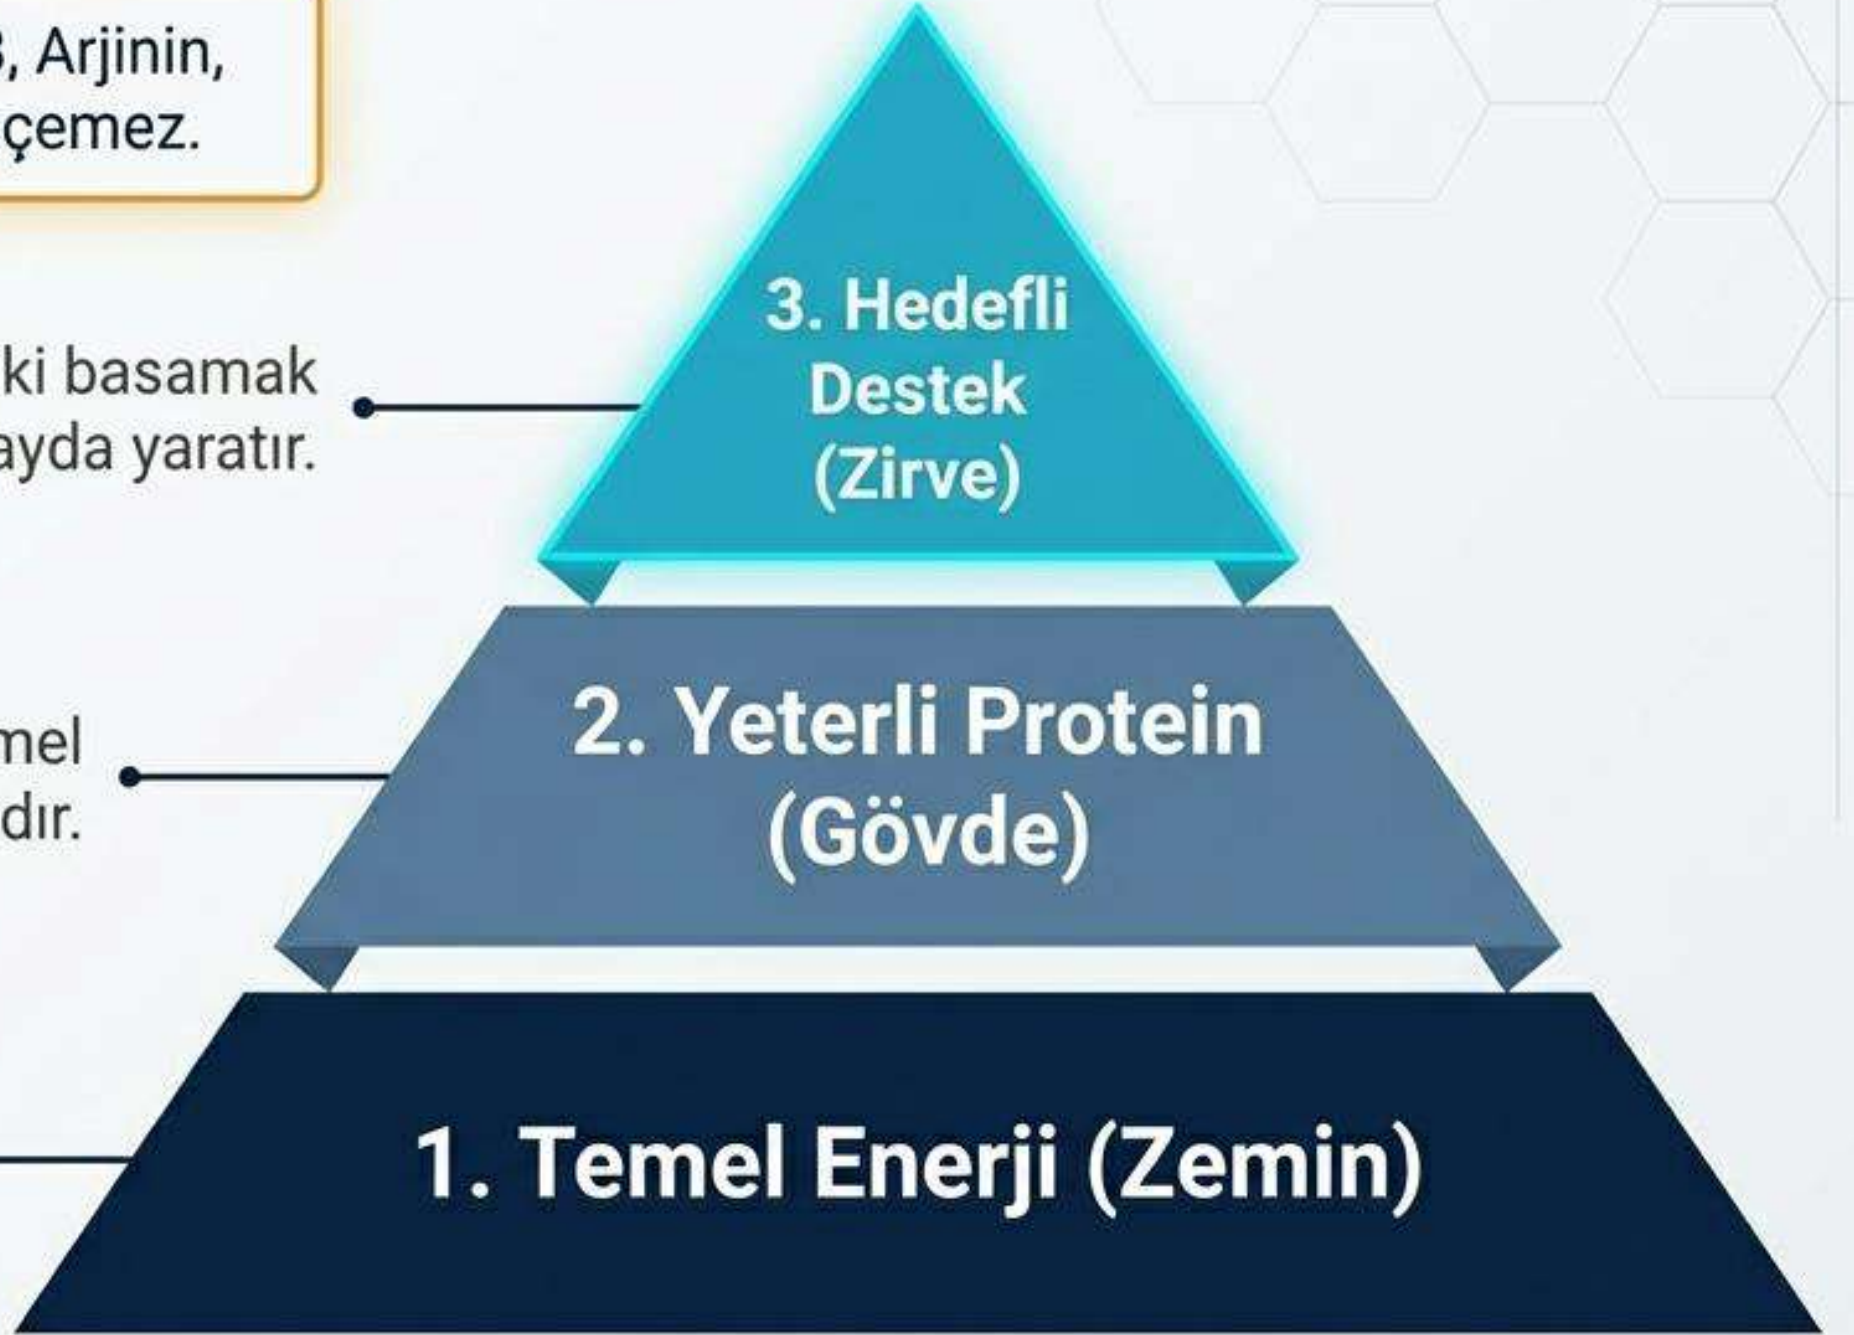 , Arjinin,
çemez.
3. Hedefli
Destek
(Zirve)
ki basamak
ayda yaratır.
2. Yeterli Protein
(Gövde)
mel
dır.
1. Temel Enerji (Zemin)